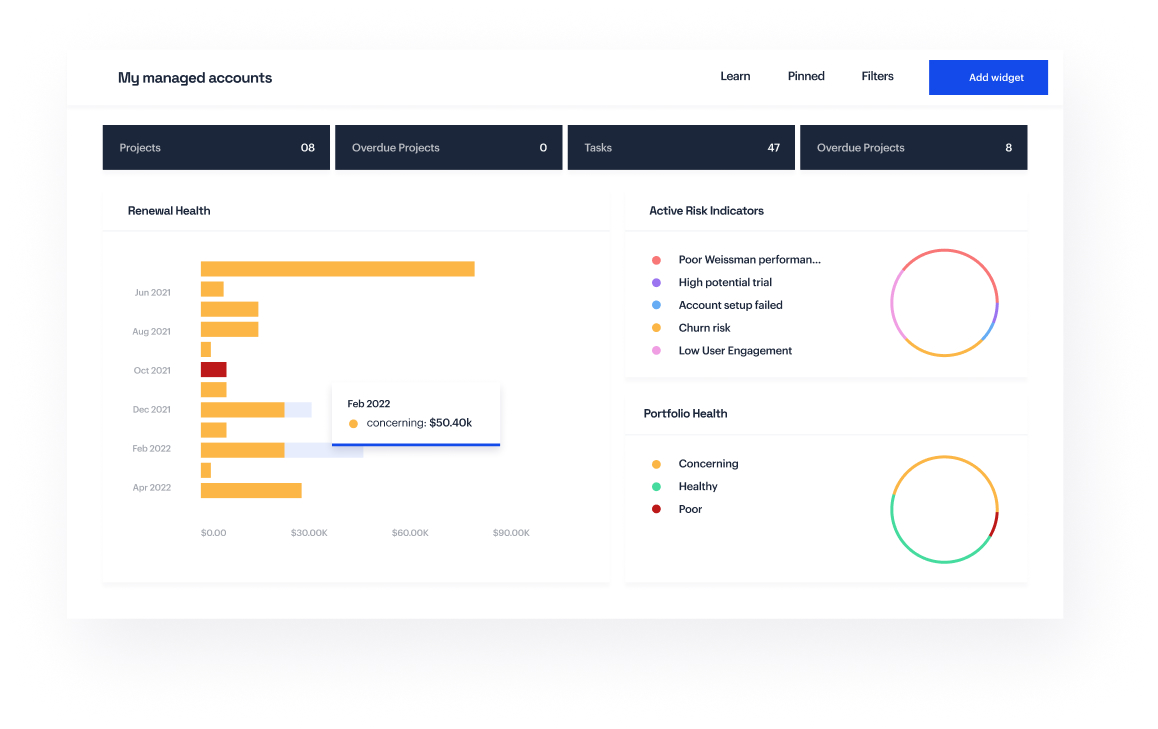 My managed accounts
Learn
Pinned
Filters
Add widget
Projects 08
Overdue Projects 0
Tasks 47
Overdue Projects 8
Renewal Health
Jun 2021
Aug 2021
Oct 2021
Dec 2021
Feb 2022
Apr 2022
$0.00
$30.00K
$60.00K
$90.00K
Feb 2022
concerning: $50.40k
Active Risk Indicators
Poor Weissman performan...
High potential trial
Account setup failed
Churn risk
Low User Engagement
Portfolio Health
Concerning
Healthy
Poor